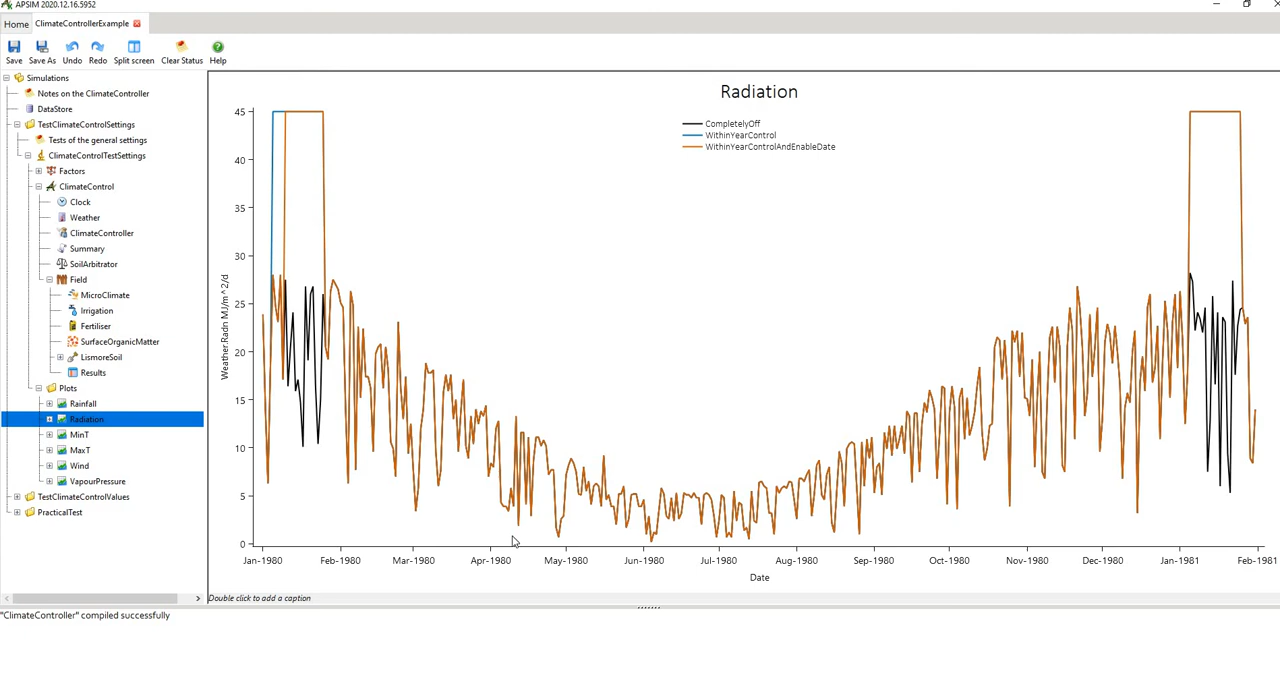 APSIM 2020.12.16.5952
Home ClimateControllerExample
Save Save As Undo Redo Split screen Clear Status Help
Simulations
Notes on the ClimateController
DataStore
TestClimateControlSettings
Tests of the general settings
ClimateControlTestSettings
Factors
ClimateControl
Clock
Weather
ClimateController
Summary
SoilArbitrator
Field
MicroClimate
Irrigation
Fertiliser
SurfaceOrganicMatter
LismoreSoil
Results
Plots
Rainfall
Radiation
MinT
MaxT
Wind
VapourPressure
TestClimateControlValues
PracticalTest
Radiation
CompletelyOff
WithinYearControl
WithinYearControlAndEnableDate
Weather.Radn MJ/m^2/d
45
40
35
30
25
20
15
10
5
0
Jan-1980 Feb-1980 Mar-1980 Apr-1980 May-1980 Jun-1980 Jul-1980 Aug-1980 Sep-1980 Oct-1980 Nov-1980 Dec-1980 Jan-1981 Feb-1981
Date
Double click to add a caption
"ClimateController" compiled successfully